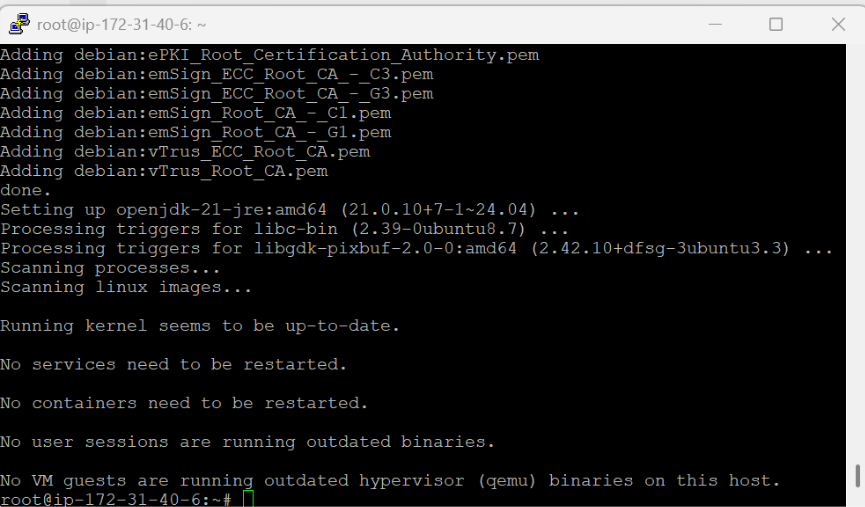 root@ip-172-31-40-6: ~
Adding debian:ePKI_Root_Certification_Authority.pem
Adding debian:emSign_ECC_Root_CA_-_C3.pem
Adding debian:emSign_ECC_Root_CA_-_G3.pem
Adding debian:emSign_Root_CA_-_C1.pem
Adding debian:emSign_Root_CA_-_G1.pem
Adding debian:vTrus_ECC_Root_CA.pem
Adding debian:vTrus_Root_CA.pem
done.
Setting up openjdk-21-jre:amd64 (21.0.10+7-1~24.04) ...
Processing triggers for libc-bin (2.39-0ubuntu8.7) ...
Processing triggers for libgdk-pixbuf-2.0-0:amd64 (2.42.10+dfsg-3ubuntu3.3) ...
Scanning processes...
Scanning linux images...
Running kernel seems to be up-to-date.
No services need to be restarted.
No containers need to be restarted.
No user sessions are running outdated binaries.
No VM guests are running outdated hypervisor (qemu) binaries on this host.
root@ip-172-31-40-6:~#